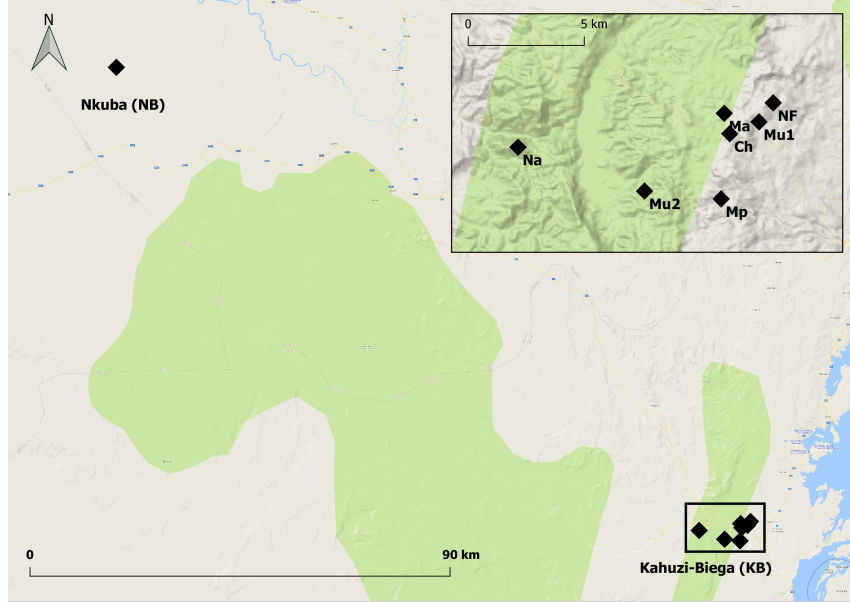 N
Nkuba (NB)
0
5 km
NF
Ma
Mu1
Ch
Na
Mu2
Mp
0
90 km
Kahuzi-Biega (KB)